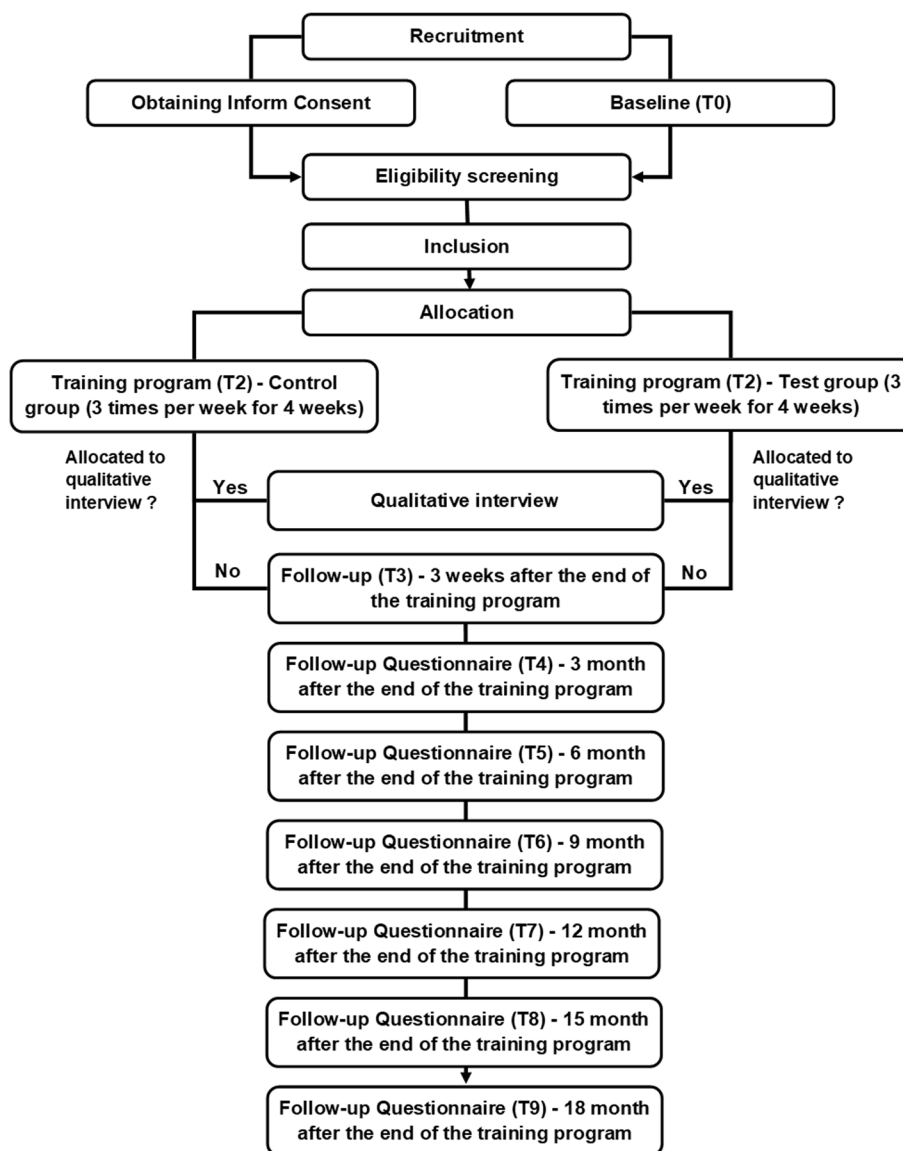 Recruitment
Obtaining Inform Consent
Baseline (T0)
Eligibility screening
Inclusion
Allocation
Training program (T2) - Control
group (3 times per week for 4 weeks)
Training program (T2) - Test group (3
times per week for 4 weeks)
Allocated to
qualitative
interview ?
Yes
Qualitative interview
Yes
Allocated to
qualitative
interview ?
No
Follow-up (T3) - 3 weeks after the end of
the training program
No
Follow-up Questionnaire (T4) - 3 month
after the end of the training program
Follow-up Questionnaire (T5) - 6 month
after the end of the training program
Follow-up Questionnaire (T6) - 9 month
after the end of the training program
Follow-up Questionnaire (T7) - 12 month
after the end of the training program
Follow-up Questionnaire (T8) - 15 month
after the end of the training program
Follow-up Questionnaire (T9) - 18 month
after the end of the training program